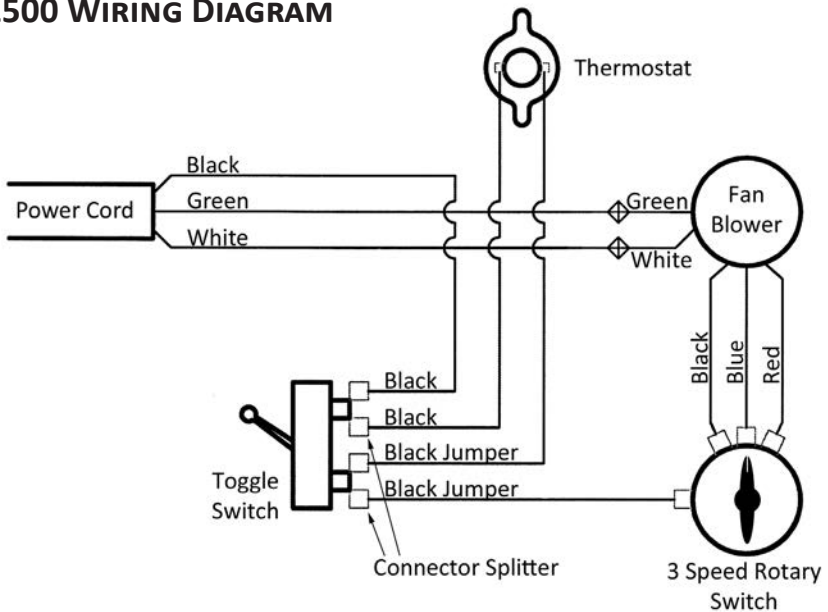 500 WIRING DIAGRAM
Thermostat
Black
Power Cord
Green
Green
White
White
Fan
Blower
Black
Blue
Red
Black
Black
Black Jumper
Black Jumper
Toggle
Switch
Connector Splitter
3 Speed Rotary
Switch